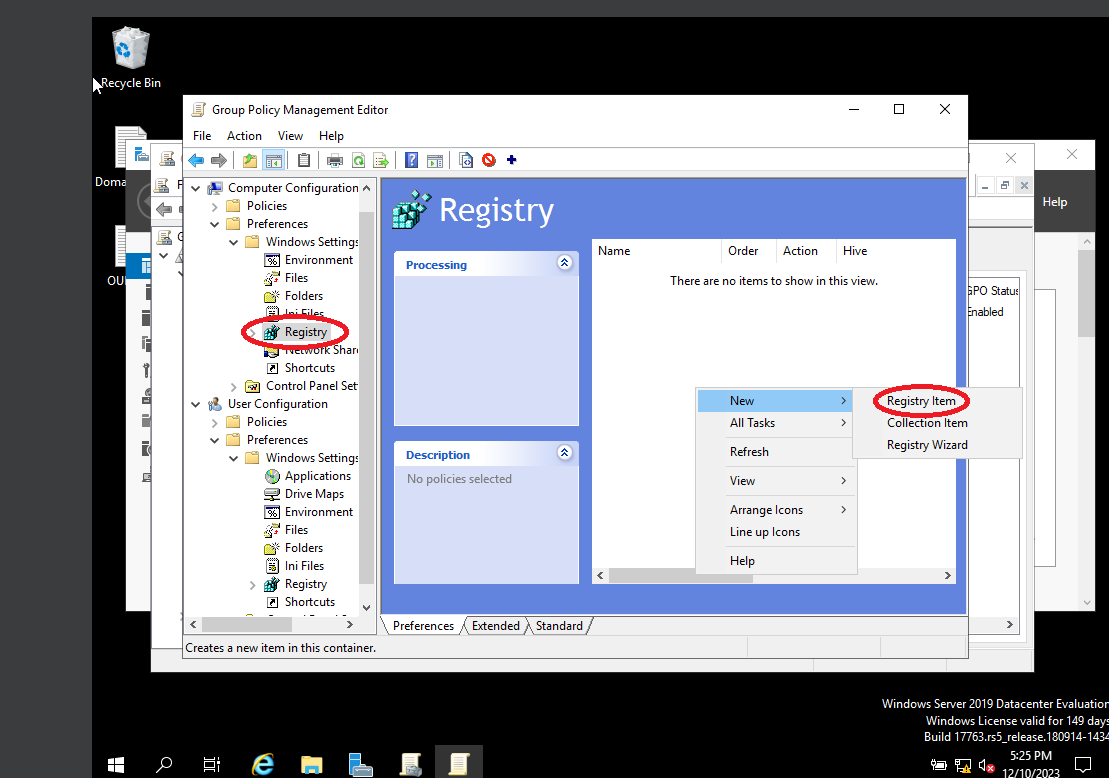 Recycle Bin
Doma
OU
Group Policy Management Editor
File Action View Help
Help
Computer Configuration
Policies
Preferences
Windows Settings
Environment
Files
Folders
Ini Files
Registry
Network Shar
Shortcuts
Control Panel Set
User Configuration
Policies
Preferences
Windows Settings
Applications
Drive Maps
Environment
Files
Folders
Ini Files
Registry
Shortcuts
Registry
Processing
Description
No policies selected
Name Order Action Hive
There are no items to show in this view.
GPO Status
Enabled
New
All Tasks
Refresh
View
Arrange Icons
Line up Icons
Help
Registry Item
Collection Item
Registry Wizard
Preferences Extended Standard
Creates a new item in this container.
Windows Server 2019 Datacenter Evaluation
Windows License valid for 149 days
Build 17763.rs5_release.180914-1434
5:25 PM
12/10/2023